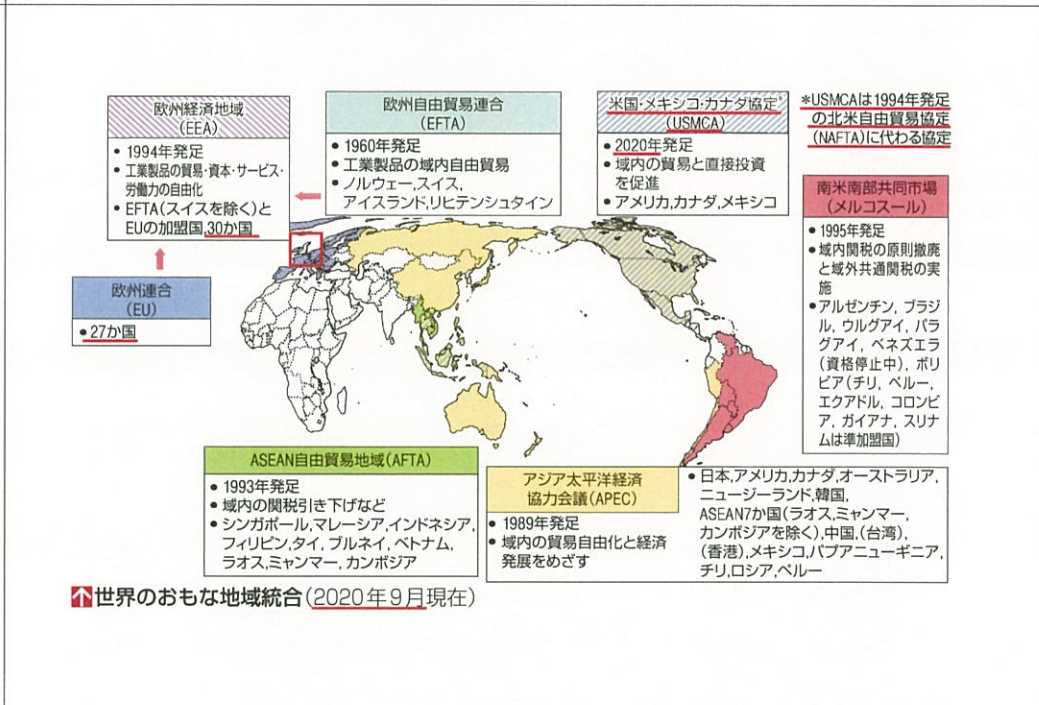 欧州経済地域
(EEA)
• 1994年発足
• 工業製品の貿易・資本・サービス・
労働力の自由化
• EFTA(スイスを除く)と
EUの加盟国,30か国
欧州自由貿易連合
(EFTA)
• 1960年発足
• 工業製品の域内自由貿易
• ノルウェー,スイス,
アイスランド,リヒテンシュタイン
米国・メキシコ・カナダ協定*
(USMCA)
• 2020年発足
• 域内の貿易と直接投資
を促進
• アメリカ,カナダ,メキシコ
*USMCAは1994年発足
の北米自由貿易協定
(NAFTA)に代わる協定
南米南部共同市場
(メルコスール)
• 1995年発足
• 域内関税の原則撤廃
と域外共通関税の実
施
• アルゼンチン, ブラジ
ル, ウルグアイ, パラ
グアイ, ベネズエラ
(資格停止中), ボリ
ビア(チリ, ペルー,
エクアドル, コロンビ
ア, ガイアナ, スリナ
ムは準加盟国)
欧州連合
(EU)
• 27か国
ASEAN自由貿易地域(AFTA)
• 1993年発足
• 域内の関税引き下げなど
• シンガポール,マレーシア,インドネシア,
フィリピン,タイ, ブルネイ, ベトナム,
ラオス,ミャンマー, カンボジア
アジア太平洋経済
協力会議(APEC)
• 1989年発足
• 域内の貿易自由化と経済
発展をめざす
• 日本,アメリカ,カナダ,オーストラリア,
ニュージーランド,韓国,
ASEAN7か国(ラオス,ミャンマー,
カンボジアを除く),中国,(台湾),
(香港),メキシコ,パプアニューギニア,
チリ,ロシア,ペルー
↑世界のおもな地域統合(2020年9月現在)